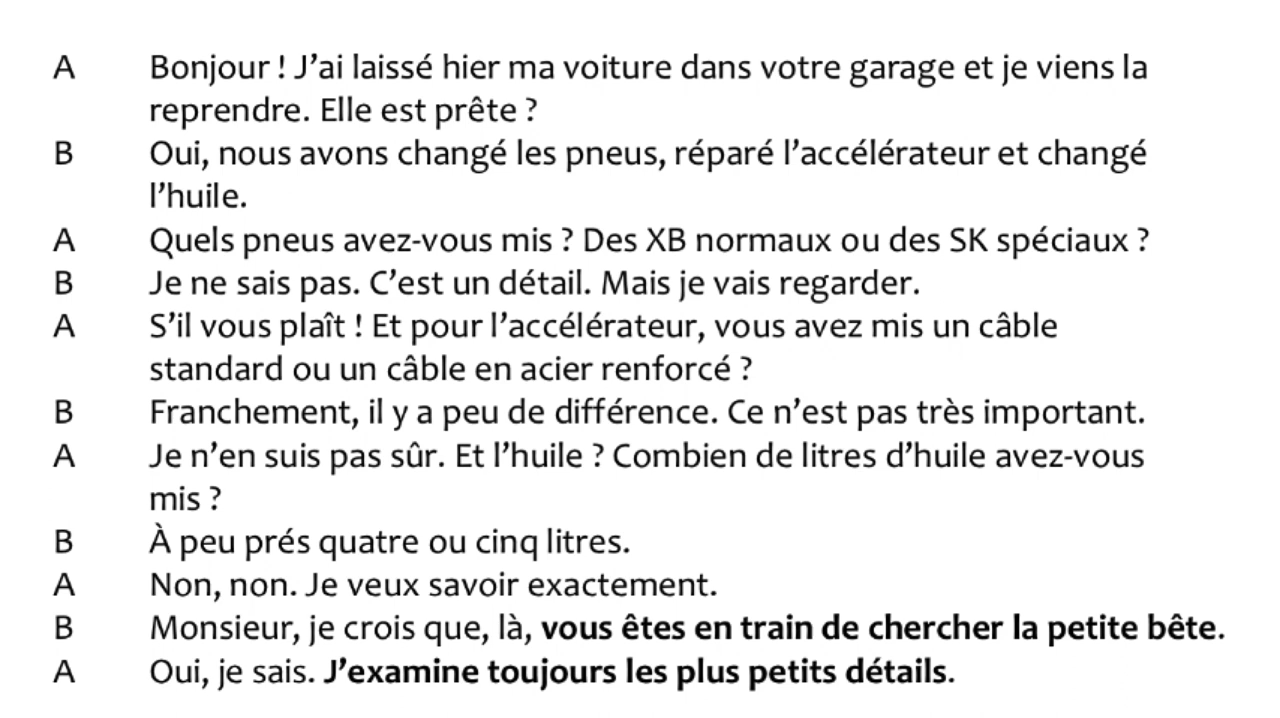 A Bonjour ! J’ai laissé hier ma voiture dans votre garage et je viens la
reprendre. Elle est prête ?
B Oui, nous avons changé les pneus, réparé l’accélérateur et changé
l’huile.
A Quels pneus avez-vous mis ? Des XB normaux ou des SK spéciaux ?
B Je ne sais pas. C’est un détail. Mais je vais regarder.
A S’il vous plaît ! Et pour l’accélérateur, vous avez mis un câble
standard ou un câble en acier renforcé ?
B Franchement, il y a peu de différence. Ce n’est pas très important.
A Je n’en suis pas sûr. Et l’huile ? Combien de litres d’huile avez-vous
mis ?
B À peu prés quatre ou cinq litres.
A Non, non. Je veux savoir exactement.
B Monsieur, je crois que, là, vous êtes en train de chercher la petite bête.
A Oui, je sais. J’examine toujours les plus petits détails.